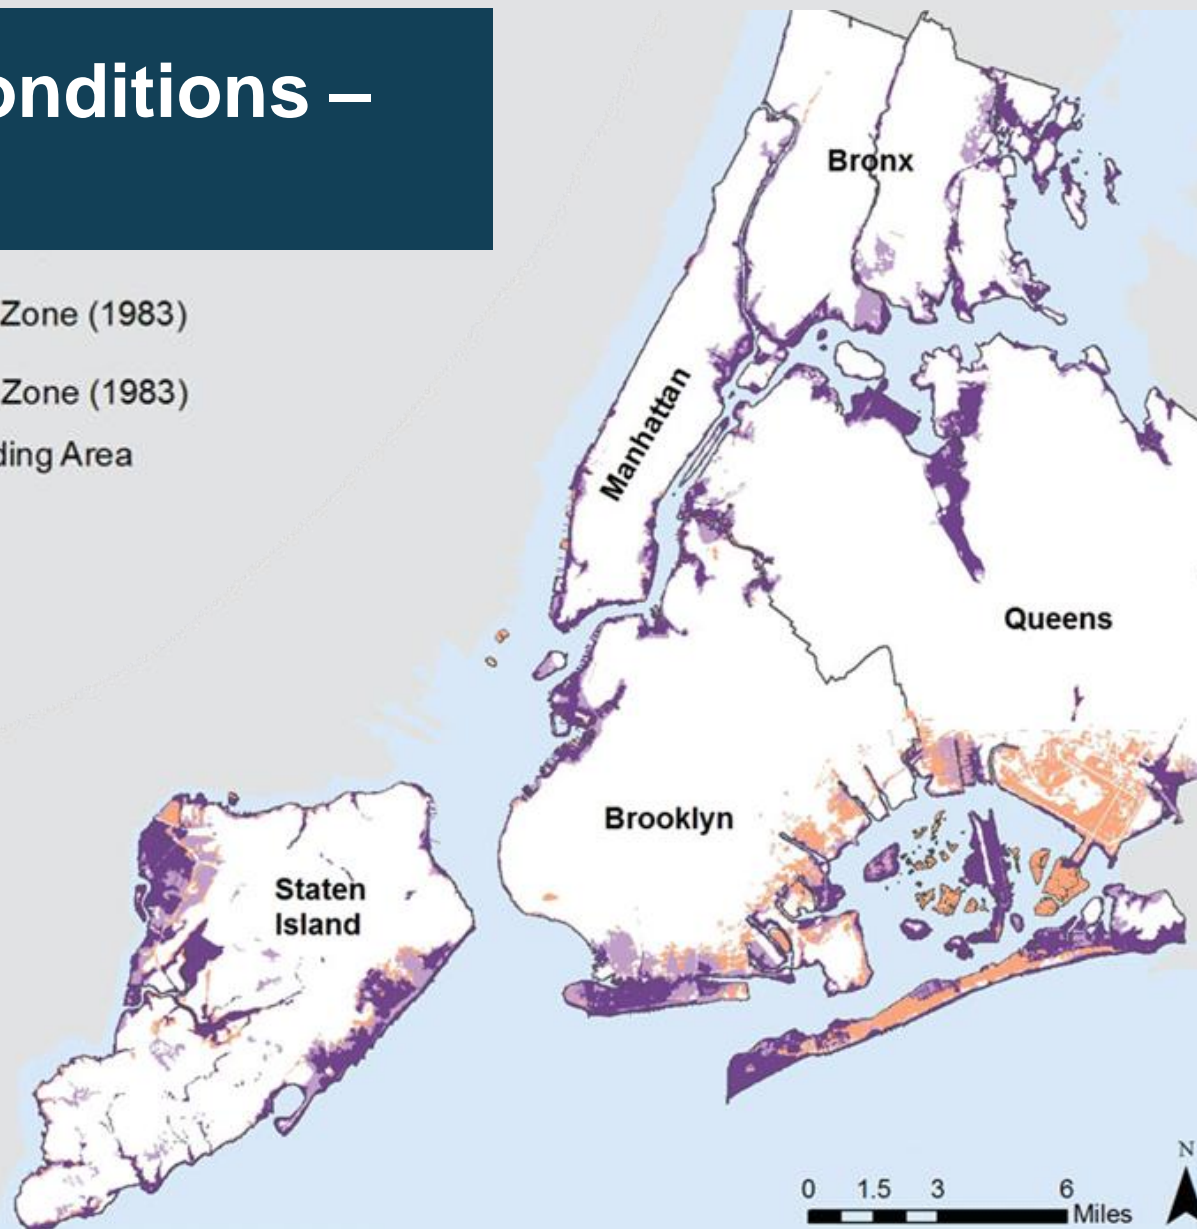 onditions –
Zone (1983)
Zone (1983)
ding Area
Bronx
Manhattan
Queens
Brooklyn
Staten
Island
N
0 1.5 3 6
Miles